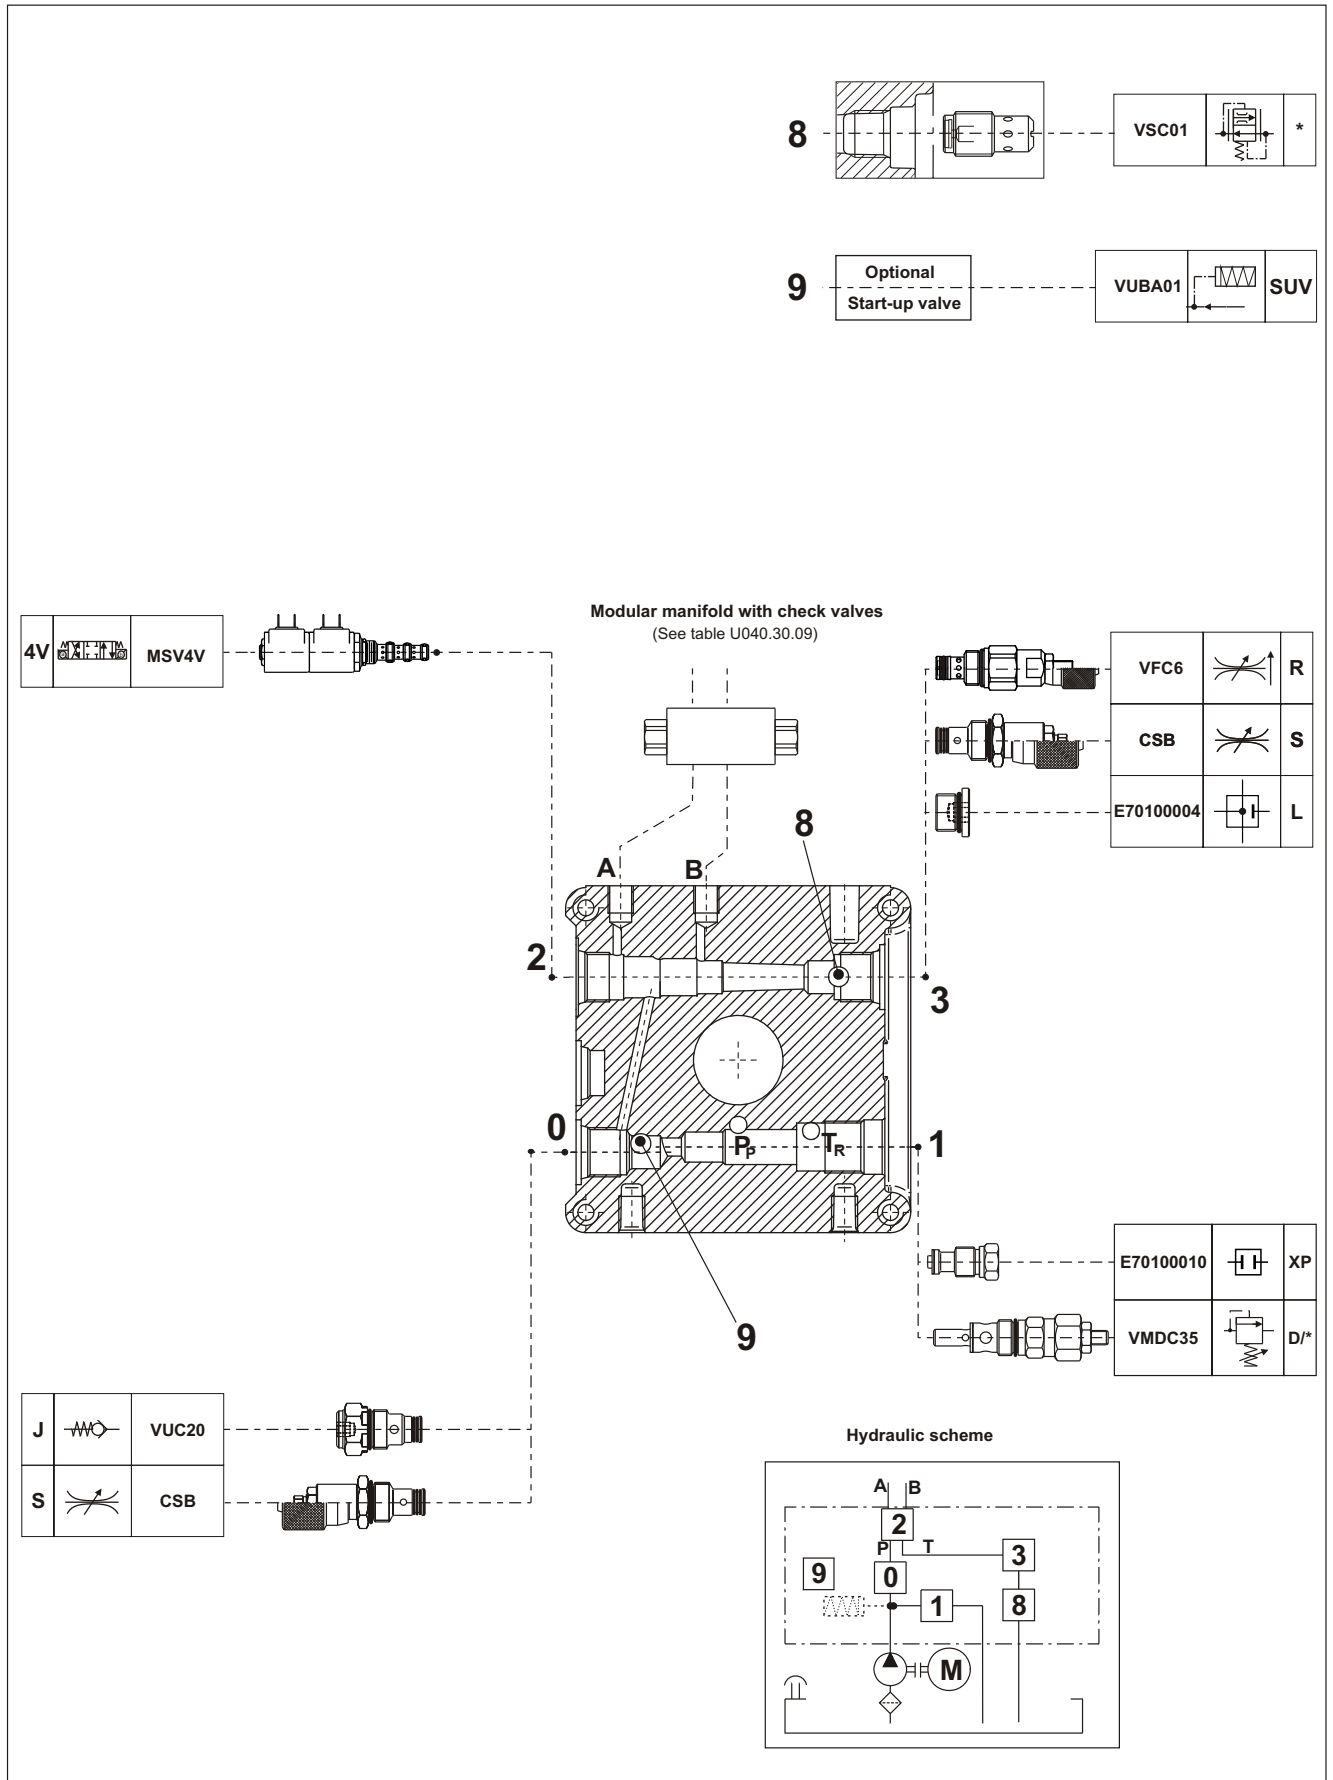 8 VSC01 *
9 Optional VUBA01 SUV
Start-up valve
Modular manifold with check valves
(See table U040.30.09)
4V MSV4V
VFC6 R
CSB S
E70100004 L
8
A B
2
3
0
PP TR
1
9
E70100010 XP
VMDC35 D/*
J VUC20
S CSB
Hydraulic scheme
A B
2
P T
3
9 0
1 8
M